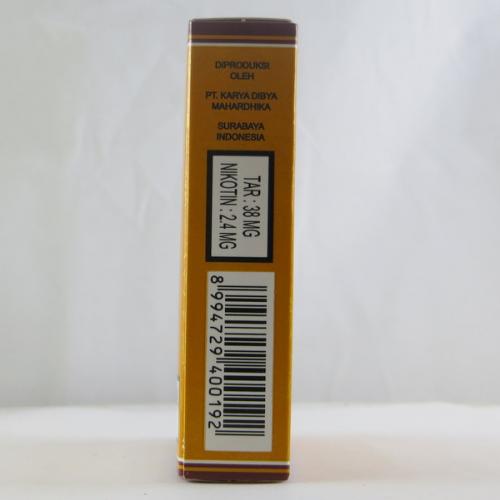 DIPRODUKSI
OLEH
PT. KARYA DIBYA
MAHARDHIKA
SURABAYA
INDONESIA
TAR : 38 MG
NIKOTIN : 2.4 MG
8 994729 400192